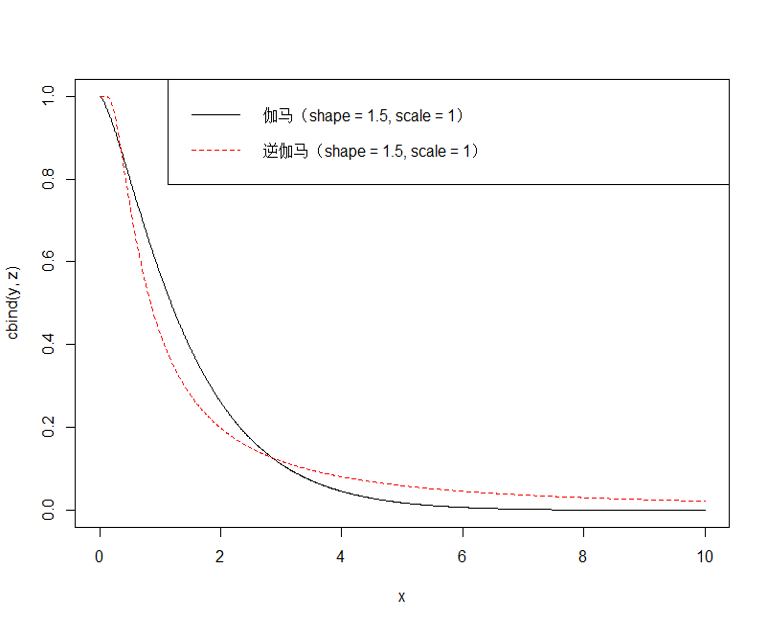 伽马（shape = 1.5, scale = 1）
逆伽马（shape = 1.5, scale = 1）
cbind(y, z)
1.0
0.8
0.6
0.4
0.2
0.0
0 2 4 6 8 10
x